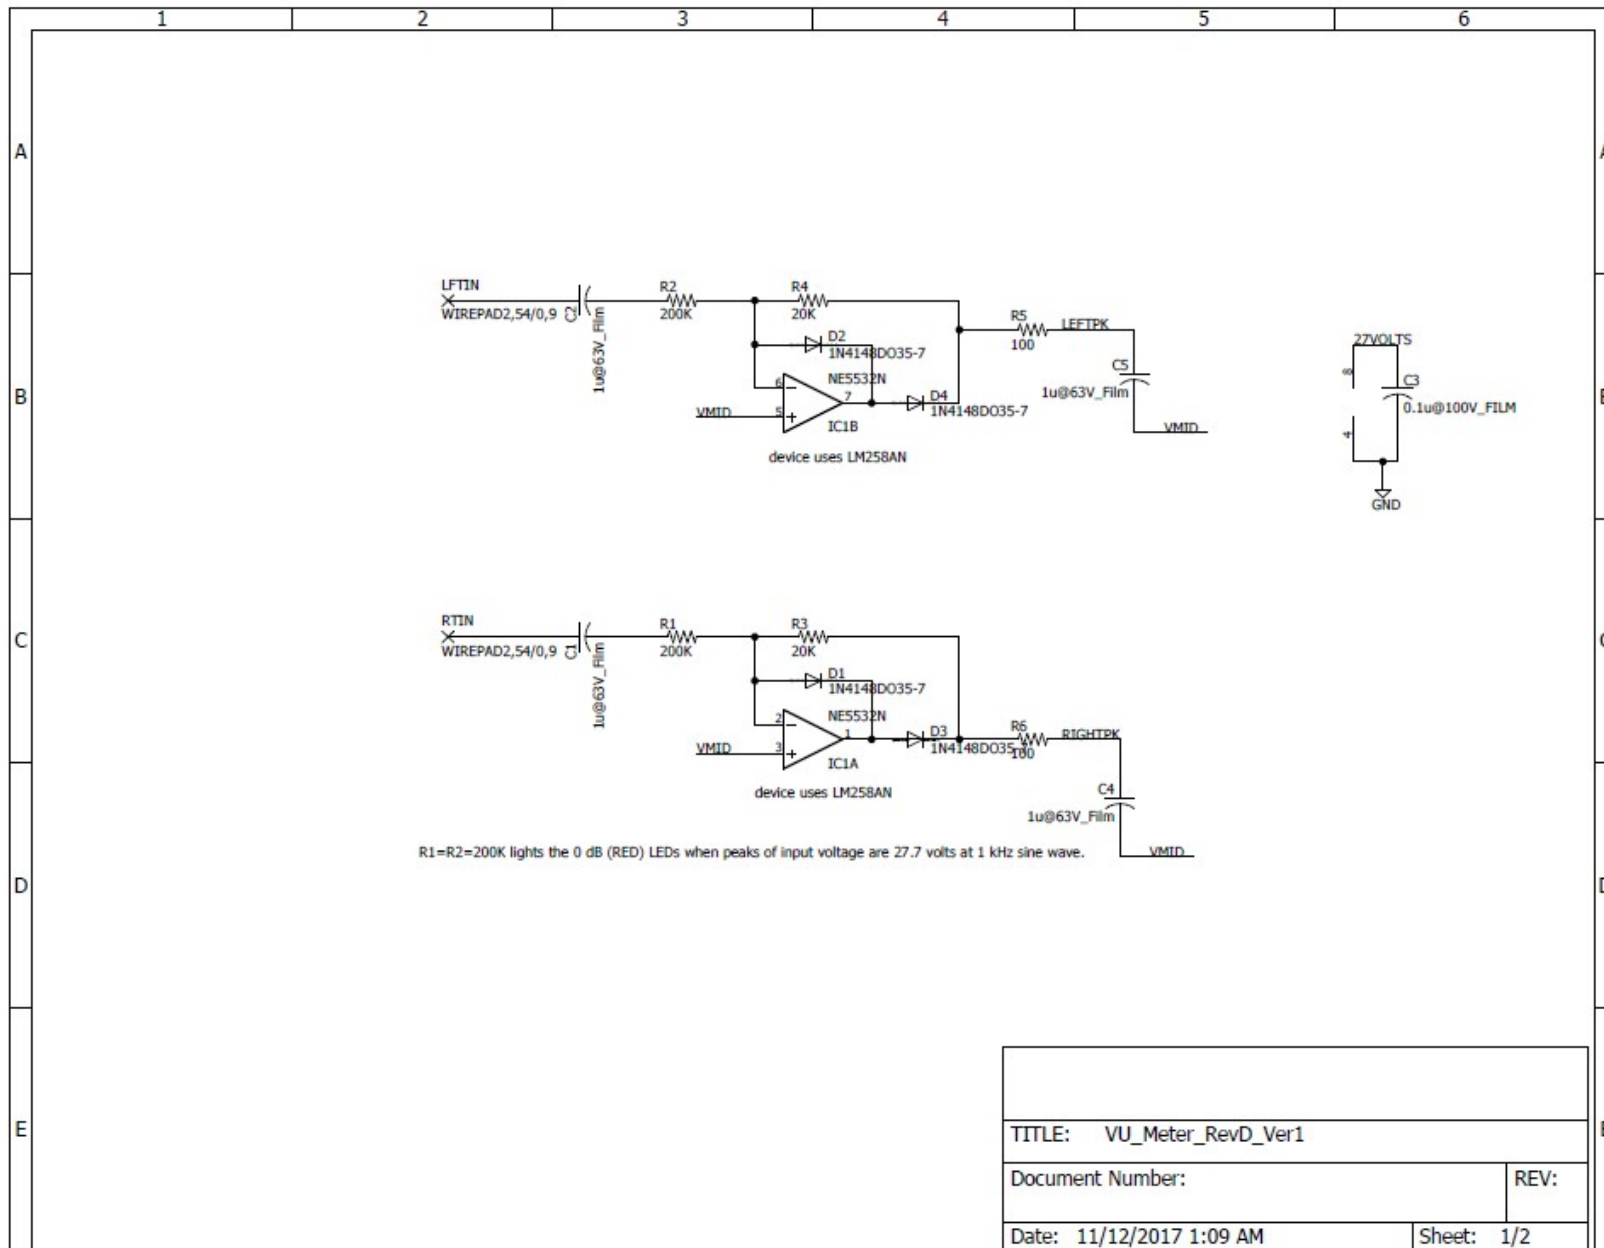 1 2 3 4 5 6
A
B
C
D
E
LFTIN
WIREPAD2,54/0,9
C2
1u@63V_Film
R2
200K
R4
20K
D2
1N4148DO35-7
NE5532N
6
5
7
VMID
IC1B
device uses LM258AN
D4
1N4148DO35-7
R5
100
LEFTPK
C5
1u@63V_Film
VMID
27VOLTS
8
4
C3
0.1u@100V_FILM
GND
RTIN
WIREPAD2,54/0,9
C1
1u@63V_Film
R1
200K
R3
20K
D1
1N4148DO35-7
NE5532N
2
3
1
VMID
IC1A
device uses LM258AN
D3
1N4148DO35-7
R6
100
RIGHTPK
C4
1u@63V_Film
VMID
R1=R2=200K lights the 0 dB (RED) LEDs when peaks of input voltage are 27.7 volts at 1 kHz sine wave.
TITLE: VU_Meter_RevD_Ver1
Document Number:
REV:
Date: 11/12/2017 1:09 AM
Sheet: 1/2